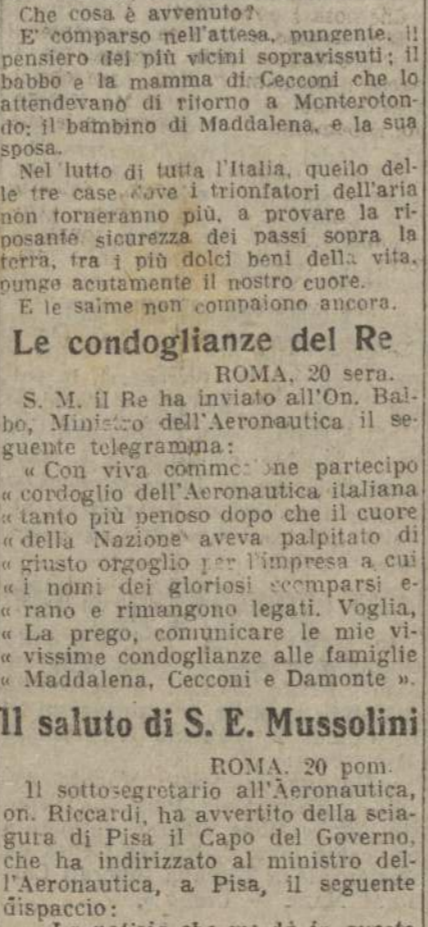 Che cosa è avvenuto?
E' comparso nell'attesa, pungente, il
pensiero dei più vicini sopravissuti: il
babbo e la mamma di Cecconi che lo
attendevano di ritorno a Monteroton-
do: il bambino di Maddalena, e la sua
sposa.
Nel lutto di tutta l'Italia, quello del-
le tre case dove i trionfatori dell'aria
non torneranno più, a provare la ri-
posante sicurezza dei passi sopra la
terra, tra i più dolci beni della vita,
punge acutamente il nostro cuore.
E le salme non compaiono ancora.
Le condoglianze del Re
ROMA, 20 sera.
S. M. il Re ha inviato all'On. Bal-
bo, Ministro dell'Aeronautica il se-
guente telegramma:
« Con viva commozione partecipo
« cordoglio dell'Aeronautica italiana
« tanto più penoso dopo che il cuore
« della Nazione aveva palpitato di
« giusto orgoglio per l'impresa a cui
« i nomi dei gloriosi scomparsi e-
« rano e rimangono legati. Voglia,
« La prego, comunicare le mie vi-
« vissime condoglianze alle famiglie
« Maddalena, Cecconi e Damonte ».
Il saluto di S. E. Mussolini
ROMA, 20 pom.
Il sottosegretario all'Aeronautica,
on. Riccardi, ha avvertito della scia-
gura di Pisa il Capo del Governo,
che ha indirizzato al ministro del-
l'Aeronautica, a Pisa, il seguente
dispaccio: